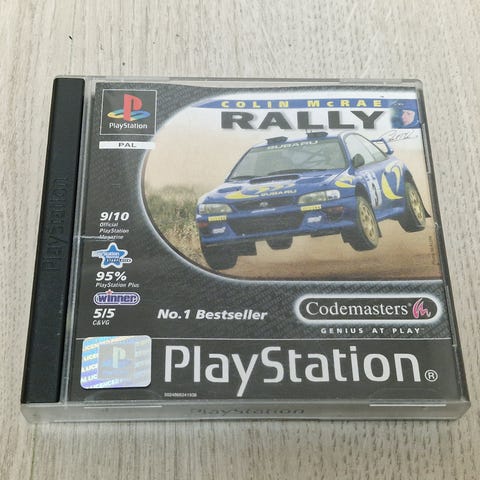 PlayStation
PAL
COLIN McRAE
RALLY
SUBARU
9/10
Official
PlayStation
Magazine
95%
PlayStation Plus
winner!
5/5
C&VG
No.1 Bestseller
Codemasters
GENIUS AT PLAY™
PlayStation®
PlayStation
PlayStation